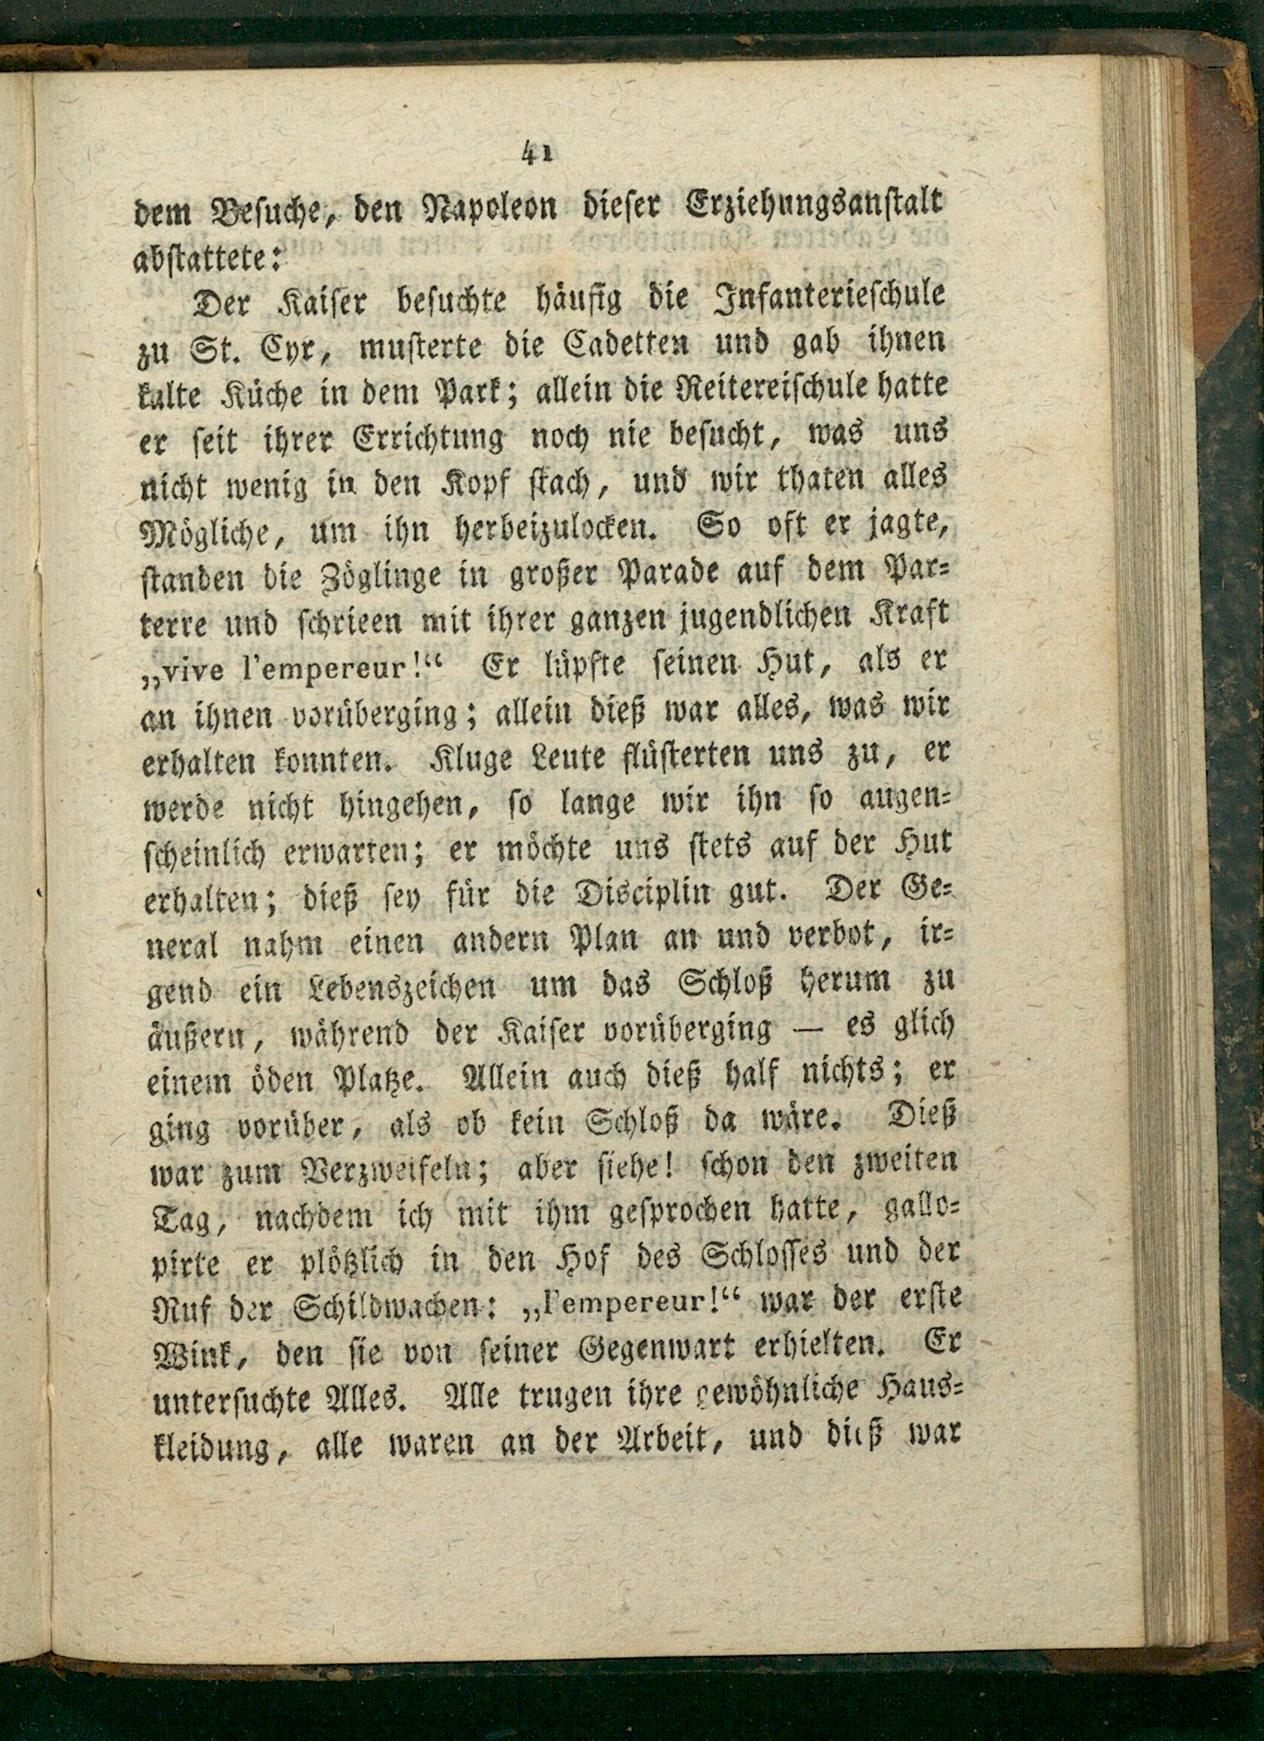 41
dem Besuche, den Napoleon dieser Erziehungsanstalt
abstattete:
Der Kaiser besuchte häufig die Infanterieschule
zu St. Cyr, musterte die Cadetten und gab ihnen
kalte Küche in dem Park; allein die Reitereischule hatte
er seit ihrer Errichtung noch nie besucht, was uns
nicht wenig in den Kopf stach, und wir thaten alles
Mögliche, um ihn herbeizulocken. So oft er jagte,
standen die Zöglinge in großer Parade auf dem Par-
terre und schrieen mit ihrer ganzen jugendlichen Kraft
„vive l'empereur!“ Er lüpfte seinen Hut, als er
an ihnen vorüberging; allein dieß war alles, was wir
erhalten konnten. Kluge Leute flüsterten uns zu, er
werde nicht hingehen, so lange wir ihn so augen-
scheinlich erwarten; er möchte uns stets auf der Hut
erhalten; dieß sey für die Disciplin gut. Der Ge-
neral nahm einen andern Plan an und verbot, ir-
gend ein Lebenszeichen um das Schloß herum zu
äußern, während der Kaiser vorüberging — es glich
einem öden Platze. Allein auch dieß half nichts; er
ging vorüber, als ob kein Schloß da wäre. Dieß
war zum Verzweifeln; aber siehe! schon den zweiten
Tag, nachdem ich mit ihm gesprochen hatte, gallo-
pirte er plötzlich in den Hof des Schlosses und der
Ruf der Schildwachen: „l'empereur!“ war der erste
Wink, den sie von seiner Gegenwart erhielten. Er
untersuchte Alles. Alle trugen ihre gewöhnliche Haus-
kleidung, alle waren an der Arbeit, und dieß war